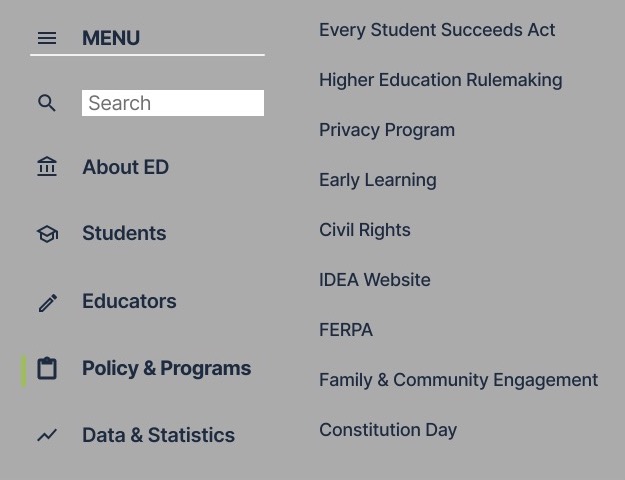 MENU
Search
About ED
Students
Educators
Policy & Programs
Data & Statistics
Every Student Succeeds Act
Higher Education Rulemaking
Privacy Program
Early Learning
Civil Rights
IDEA Website
FERPA
Family & Community Engagement
Constitution Day